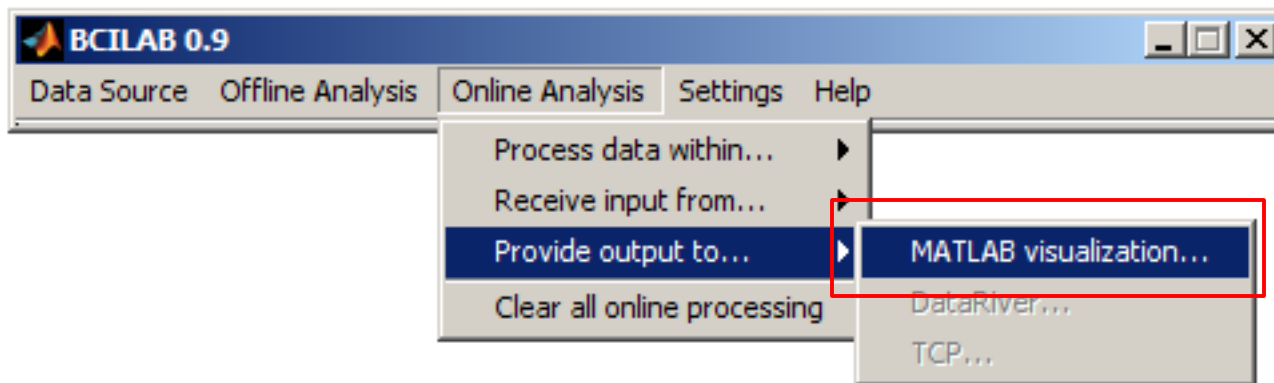 BCILAB 0.9
Data Source Offline Analysis Online Analysis Settings Help
Process data within...
Receive input from...
Provide output to...
MATLAB visualization...
Clear all online processing
DataRiver...
TCP...